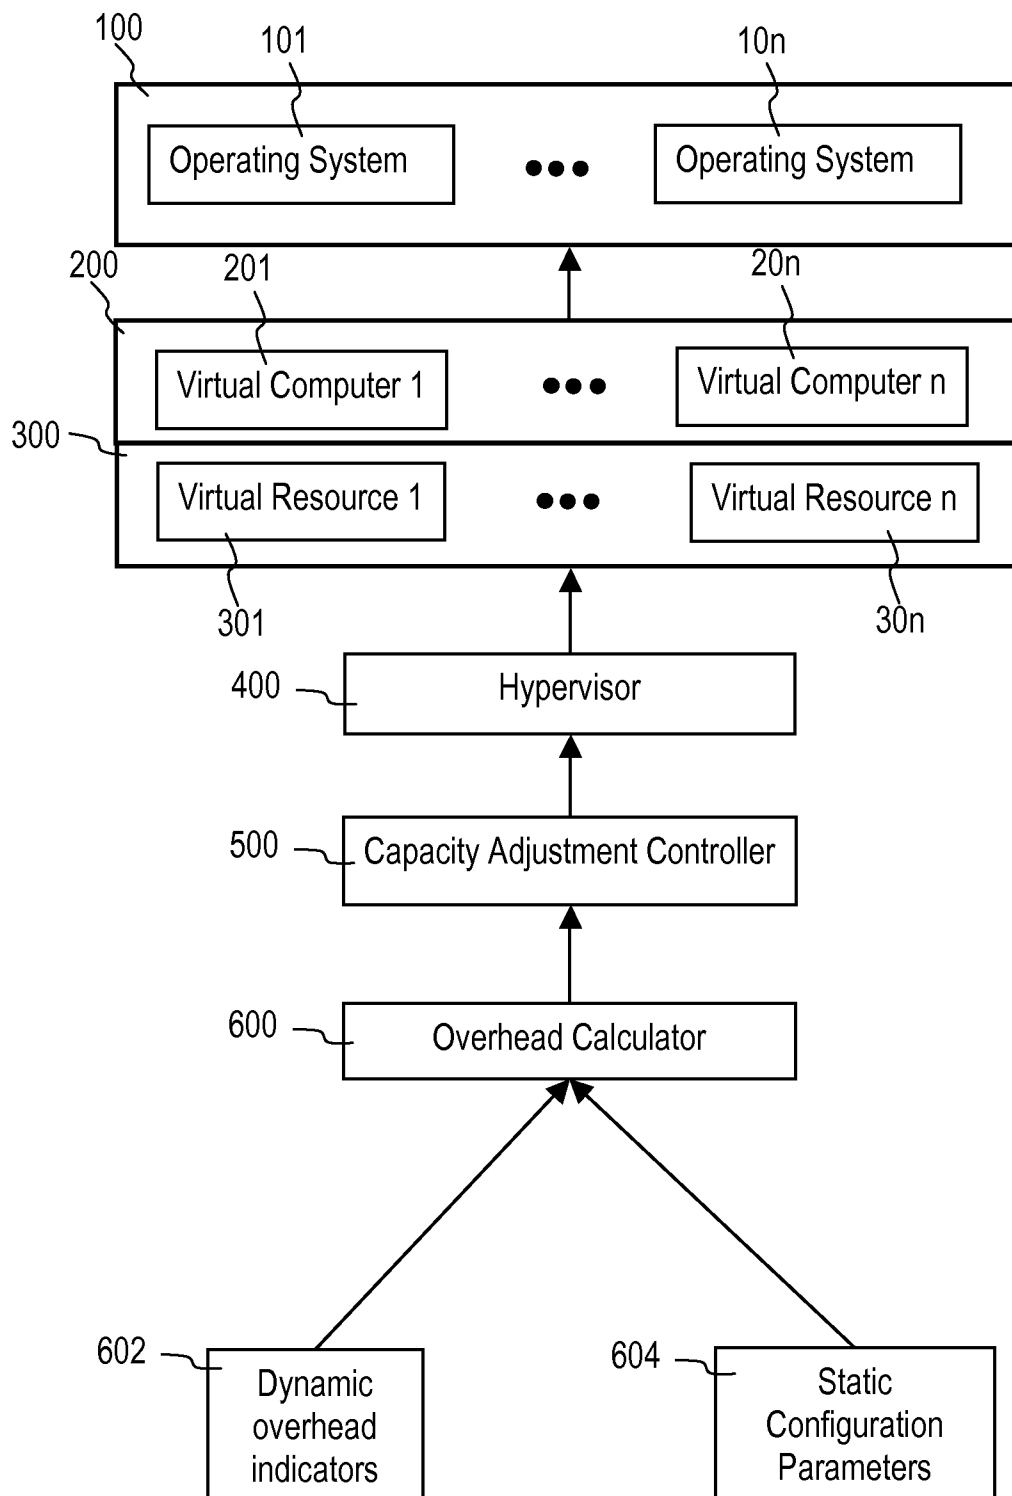 100
101
10n
Operating System
Operating System
200
201
20n
Virtual Computer 1
Virtual Computer n
300
Virtual Resource 1
Virtual Resource n
301
30n
400
Hypervisor
500
Capacity Adjustment Controller
600
Overhead Calculator
602
Dynamic
overhead
indicators
604
Static
Configuration
Parameters